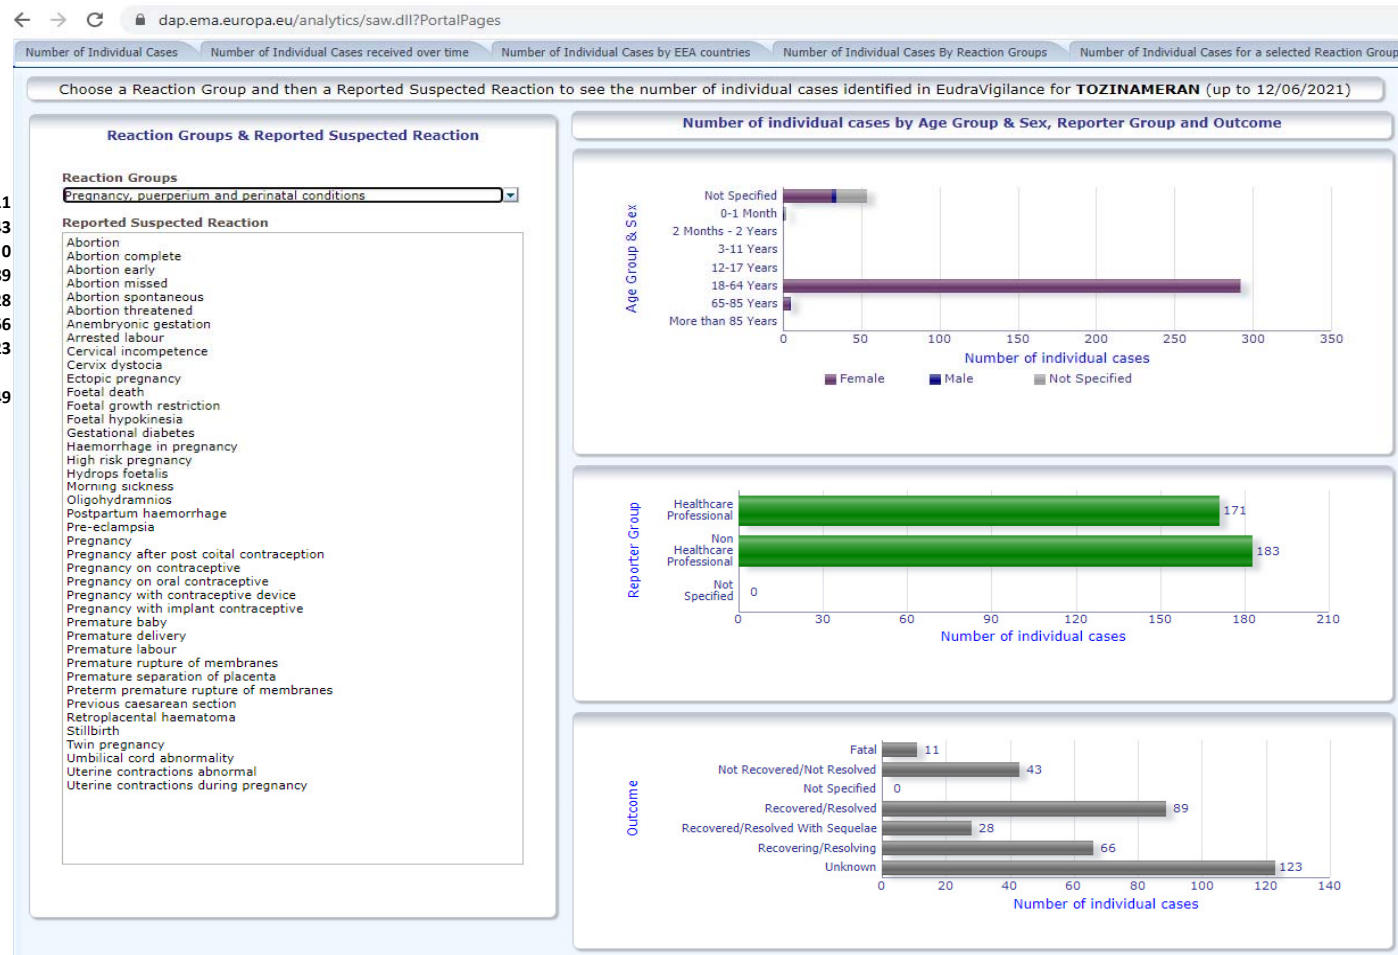 dap.ema.europa.eu/analytics/saw.dll?PortalPages
Number of Individual Cases
Number of Individual Cases received over time
Number of Individual Cases by EEA countries
Number of Individual Cases By Reaction Groups
Number of Individual Cases for a selected Reaction Group
Choose a Reaction Group and then a Reported Suspected Reaction to see the number of individual cases identified in EudraVigilance for TOZINAMERAN (up to 12/06/2021)
11
43
0
89
28
66
23
49
Reaction Groups & Reported Suspected Reaction
Reaction Groups
Pregnancy, puerperium and perinatal conditions
Reported Suspected Reaction
Abortion
Abortion complete
Abortion early
Abortion missed
Abortion spontaneous
Abortion threatened
Anembryonic gestation
Arrested labour
Cervical incompetence
Cervix dystocia
Ectopic pregnancy
Foetal death
Foetal growth restriction
Foetal hypokinesia
Gestational diabetes
Haemorrhage in pregnancy
High risk pregnancy
Hydrops foetalis
Morning sickness
Oligohydramnios
Postpartum haemorrhage
Pre-eclampsia
Pregnancy
Pregnancy after post coital contraception
Pregnancy on contraceptive
Pregnancy on oral contraceptive
Pregnancy with contraceptive device
Pregnancy with implant contraceptive
Premature baby
Premature delivery
Premature labour
Premature rupture of membranes
Premature separation of placenta
Preterm premature rupture of membranes
Previous caesarean section
Retroplacental haematoma
Stillbirth
Twin pregnancy
Umbilical cord abnormality
Uterine contractions abnormal
Uterine contractions during pregnancy
Number of individual cases by Age Group & Sex, Reporter Group and Outcome
Age Group & Sex
Not Specified
0-1 Month
2 Months - 2 Years
3-11 Years
12-17 Years
18-64 Years
65-85 Years
More than 85 Years
0 50 100 150 200 250 300 350
Number of individual cases
Female Male Not Specified
Reporter Group
Healthcare
Professional
171
Non
Healthcare
Professional
183
Not
Specified
0
0 30 60 90 120 150 180 210
Number of individual cases
Outcome
Fatal 11
Not Recovered/Not Resolved 43
Not Specified 0
Recovered/Resolved 89
Recovered/Resolved With Sequelae 28
Recovering/Resolving 66
Unknown 123
0 20 40 60 80 100 120 140
Number of individual cases